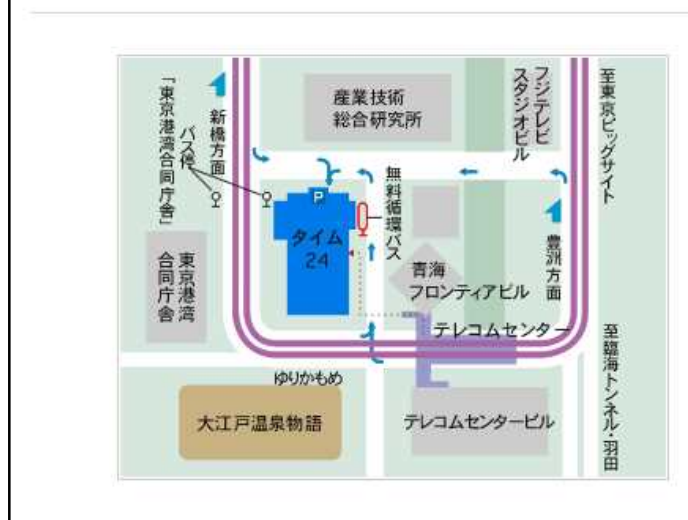 「東京港湾合同庁舎」
バス停
新橋方面
産業技術
総合研究所
フジテレビ
スタジオビル
至東京ビッグサイト
P
無料循環バス
タイム
24
東京港湾
合同庁舎
青海
フロンティアビル
豊洲方面
テレコムセンター
ゆりかもめ
大江戸温泉物語
テレコムセンタービル
至臨海トンネル・羽田